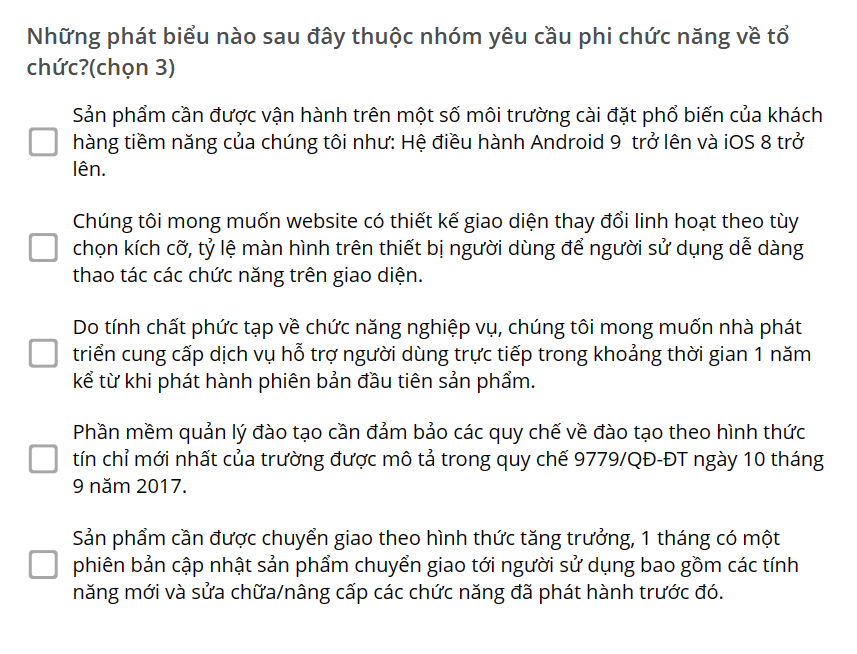 Những phát biểu nào sau đây thuộc nhóm yêu cầu phi chức năng về tổ
chức?(chọn 3)
Sản phẩm cần được vận hành trên một số môi trường cài đặt phổ biến của khách
hàng tiềm năng của chúng tôi như: Hệ điều hành Android 9 trở lên và iOS 8 trở
lên.
Chúng tôi mong muốn website có thiết kế giao diện thay đổi linh hoạt theo tùy
chọn kích cỡ, tỷ lệ màn hình trên thiết bị người dùng để người sử dụng dễ dàng
thao tác các chức năng trên giao diện.
Do tính chất phức tạp về chức năng nghiệp vụ, chúng tôi mong muốn nhà phát
triển cung cấp dịch vụ hỗ trợ người dùng trực tiếp trong khoảng thời gian 1 năm
kể từ khi phát hành phiên bản đầu tiên sản phẩm.
Phần mềm quản lý đào tạo cần đảm bảo các quy chế về đào tạo theo hình thức
tín chỉ mới nhất của trường được mô tả trong quy chế 9779/QĐ-ĐT ngày 10 tháng
9 năm 2017.
Sản phẩm cần được chuyển giao theo hình thức tăng trưởng, 1 tháng có một
phiên bản cập nhật sản phẩm chuyển giao tới người sử dụng bao gồm các tính
năng mới và sửa chữa/nâng cấp các chức năng đã phát hành trước đó.